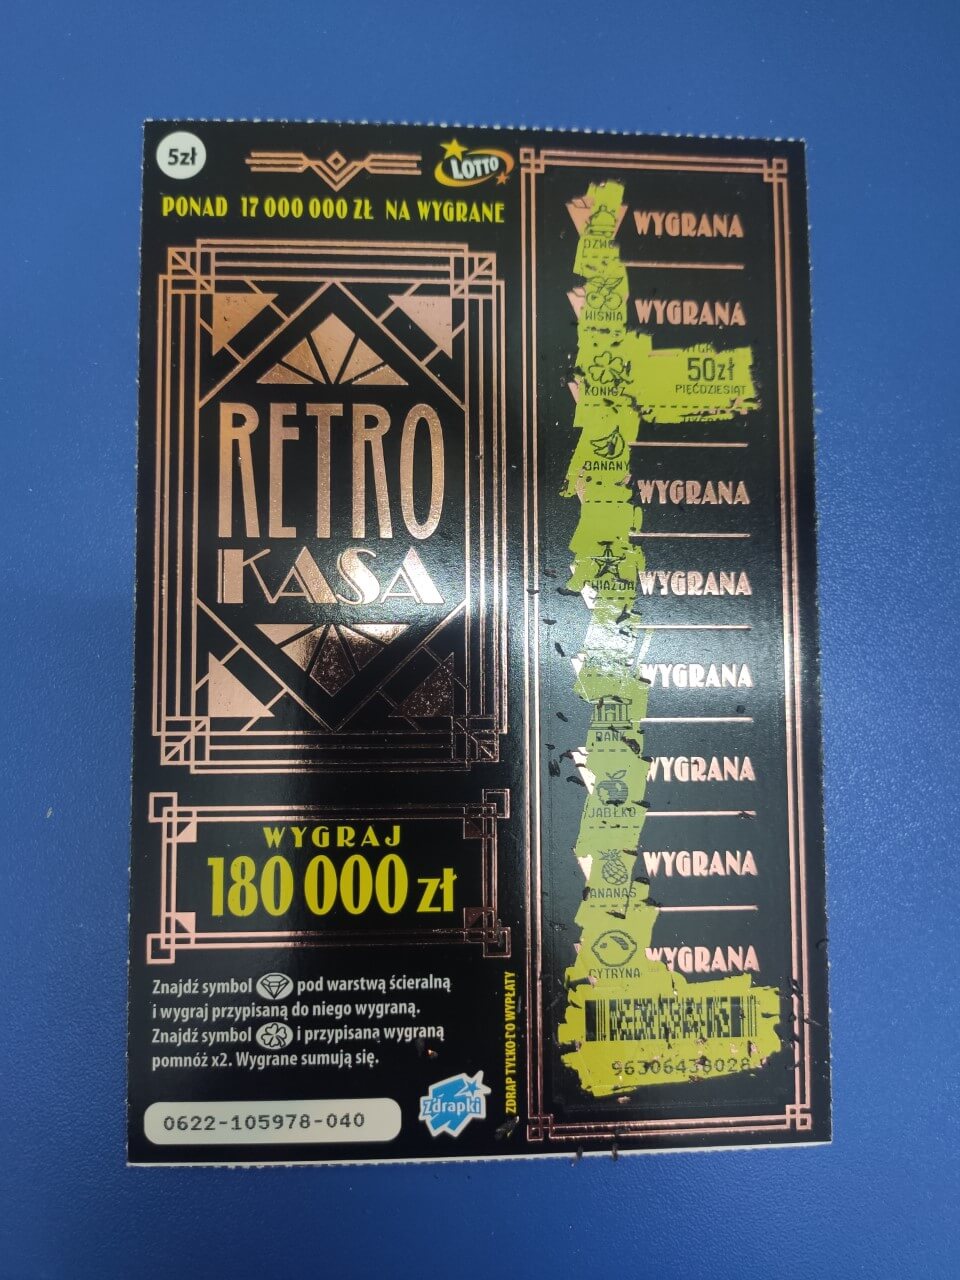 5zł
LOTTO
PONAD 17 000 000 ZŁ NA WYGRANE
RETRO
KASA
WYGRAJ
180 000 zł
Znajdź symbol pod warstwą ścieralną
i wygraj przypisaną do niego wygraną.
Znajdź symbol i przypisaną wygraną
pomnóż x2. Wygrane sumują się.
0622-105978-040
Zdrapki
ZDRAP TYLKO DO WYPŁATY
WYGRANA
WIŚNIA
WYGRANA
KONICZ
50zł
PIĘĆDZIESIĄT
BANANY
WYGRANA
GWIAZDA
WYGRANA
WYGRANA
BANK
WYGRANA
JABŁKO
WYGRANA
ANANAS
WYGRANA
CYTRYNA